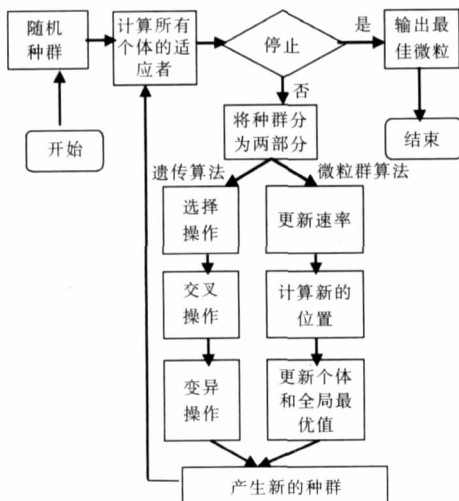 随机
种群
计算所有
个体的适
应者
停止
是
输出最
佳微粒
开始
否
结束
将种群分
为两部分
遗传算法
微粒群算法
选择
操作
更新速率
交叉
操作
计算新的
位置
变异
操作
更新个体
和全局最
优值
产生新的种群